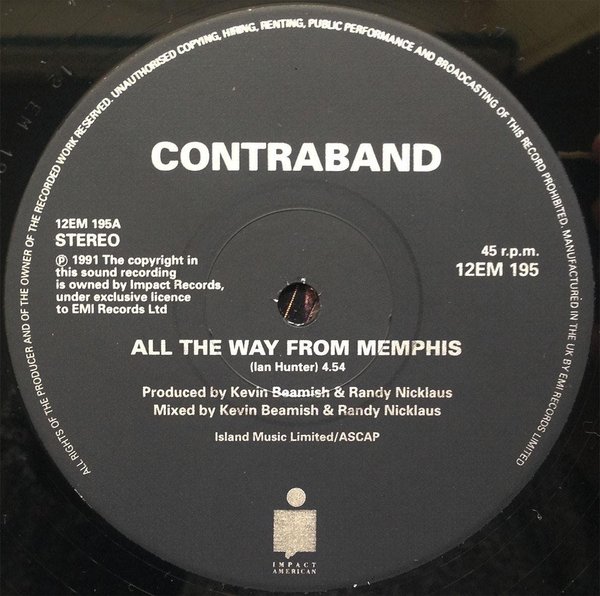 ALL RIGHTS OF THE PRODUCER AND OF THE OWNER OF THE RECORDED WORK RESERVED. UNAUTHORISED COPYING, HIRING, RENTING, PUBLIC PERFORMANCE AND BROADCASTING OF THIS RECORD PROHIBITED. MANUFACTURED IN THE UK BY EMI RECORDS LIMITED
CONTRABAND
12EM 195A
STEREO
℗ 1991 The copyright in
this sound recording
is owned by Impact Records,
under exclusive licence
to EMI Records Ltd
45 r.p.m.
12EM 195
ALL THE WAY FROM MEMPHIS
(Ian Hunter) 4.54
Produced by Kevin Beamish & Randy Nicklaus
Mixed by Kevin Beamish & Randy Nicklaus
Island Music Limited/ASCAP
IMPACT
AMERICAN